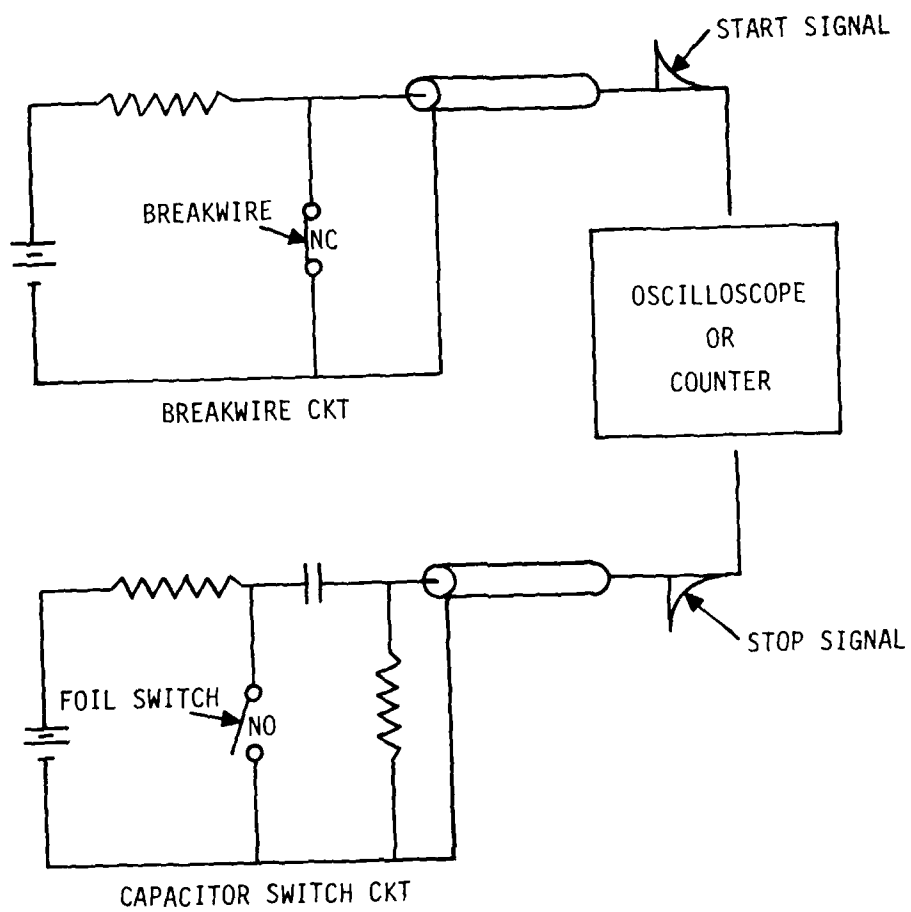 START SIGNAL
BREAKWIRE
NC
OSCILLOSCOPE
OR
COUNTER
BREAKWIRE CKT
STOP SIGNAL
FOIL SWITCH
NO
CAPACITOR SWITCH CKT